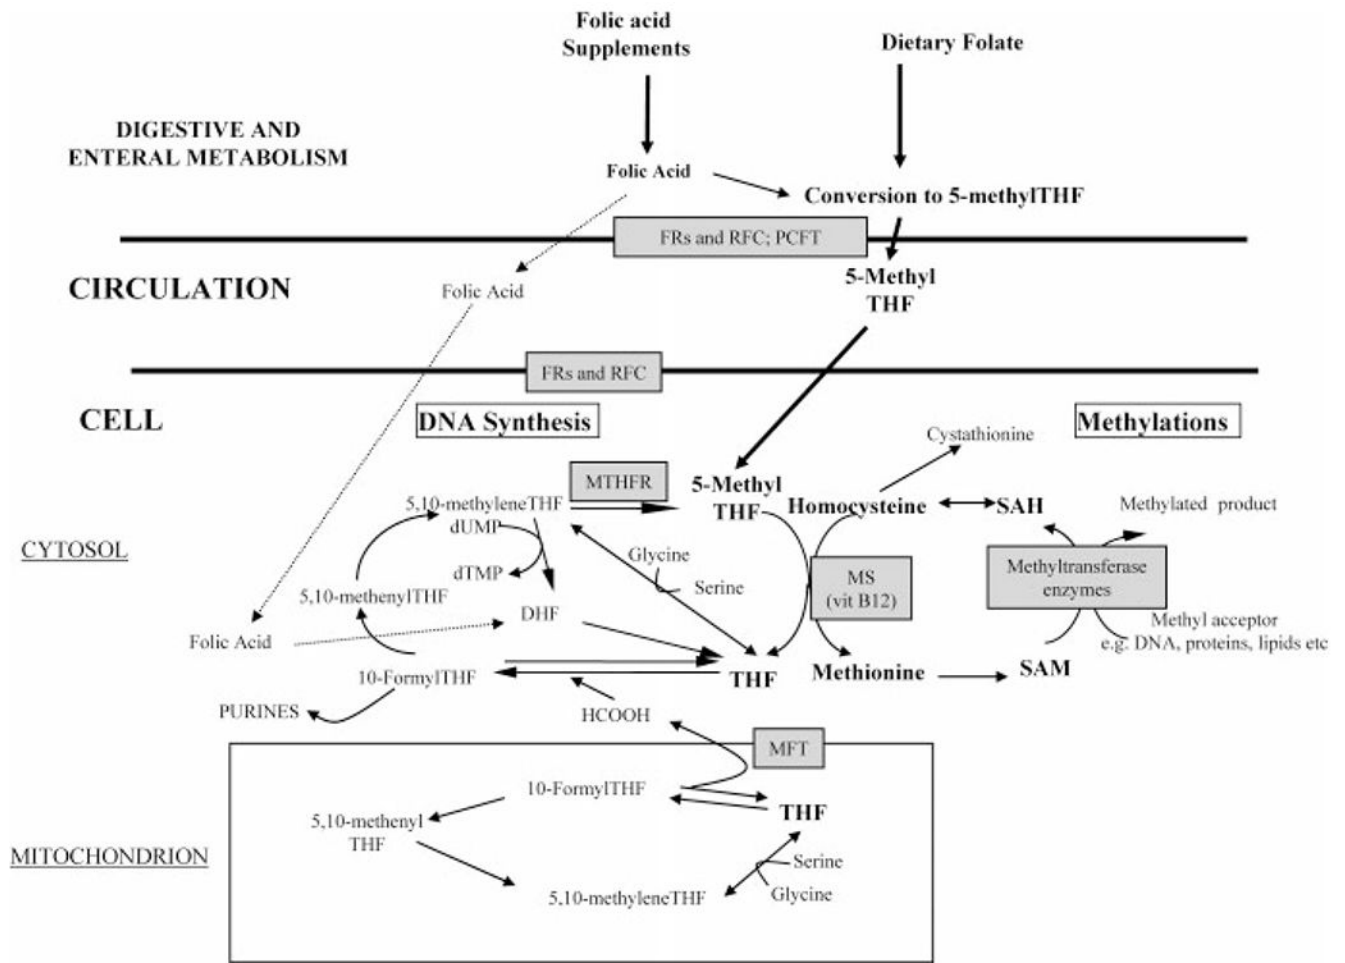 Folic acid
Supplements
Dietary Folate
DIGESTIVE AND
ENTERAL METABOLISM
Folic Acid
Conversion to 5-methylTHF
FRs and RFC; PCFT
CIRCULATION
Folic Acid
5-Methyl
THF
FRs and RFC
CELL
DNA Synthesis
Methylations
Cystathionine
MTHFR
5-Methyl
THF
5,10-methyleneTHF
dUMP
Homocysteine
SAH
Methylated product
CYTOSOL
Glycine
Serine
dTMP
MS
(vit B12)
Methyltransferase
enzymes
5,10-methenylTHF
DHF
Methyl acceptor
e.g. DNA, proteins, lipids etc
Folic Acid
10-FormylTHF
THF
Methionine
SAM
PURINES
HCOOH
MFT
10-FormylTHF
THF
5,10-methenyl
THF
MITOCHONDRION
Serine
Glycine
5,10-methyleneTHF